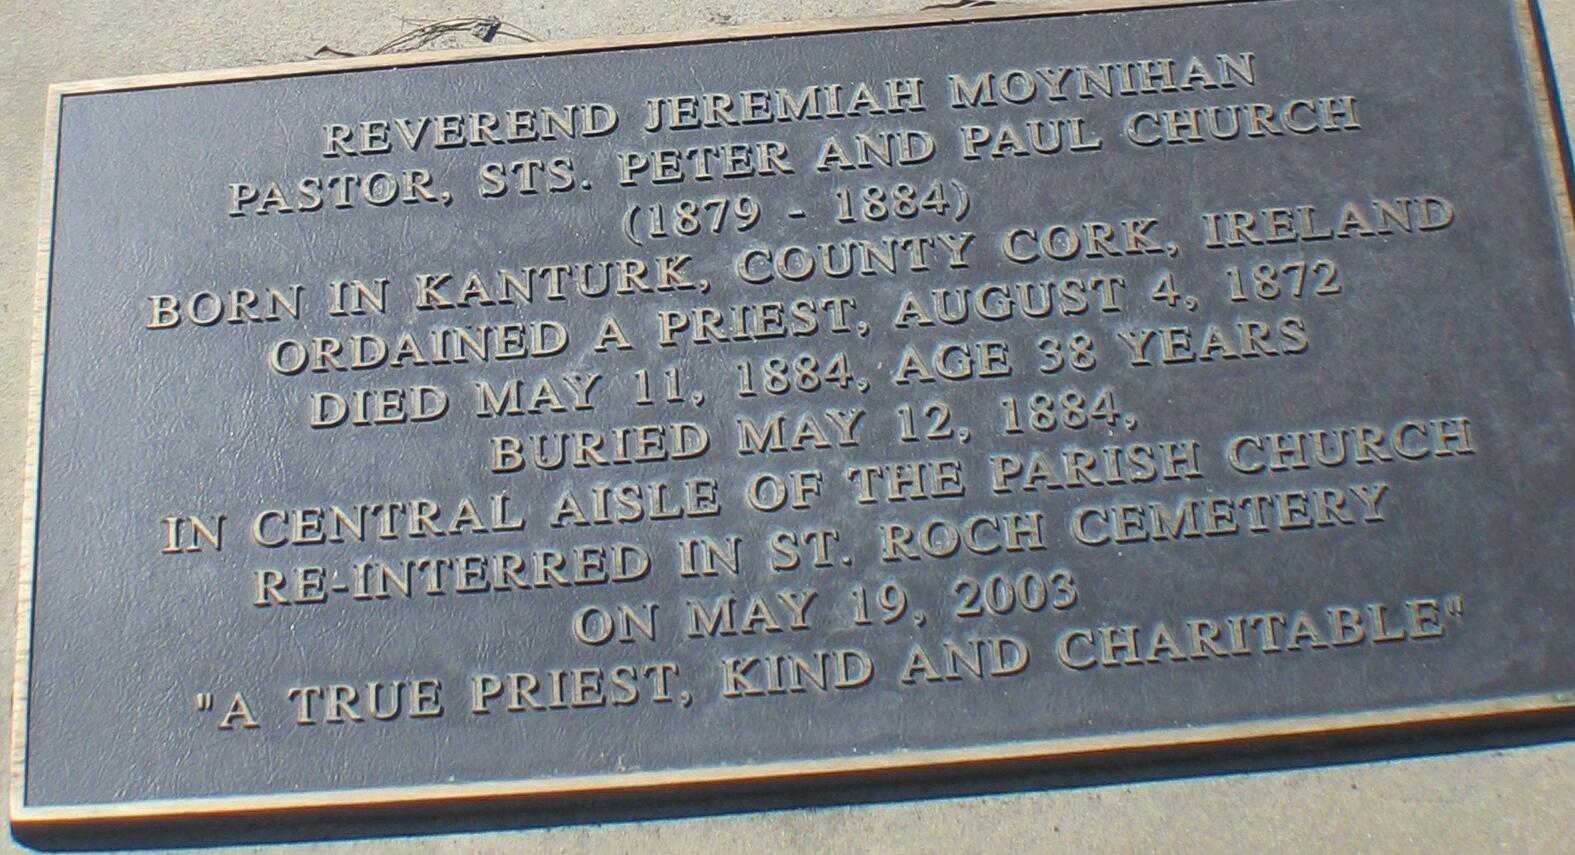 REVEREND JEREMIAH MOYNIHAN
PASTOR, STS. PETER AND PAUL CHURCH
(1879 - 1884)
BORN IN KANTURK, COUNTY CORK, IRELAND
ORDAINED A PRIEST, AUGUST 4, 1872
DIED MAY 11, 1884, AGE 38 YEARS
BURIED MAY 12, 1884,
IN CENTRAL AISLE OF THE PARISH CHURCH
RE-INTERRED IN ST. ROCH CEMETERY
ON MAY 19, 2003
"A TRUE PRIEST, KIND AND CHARITABLE"